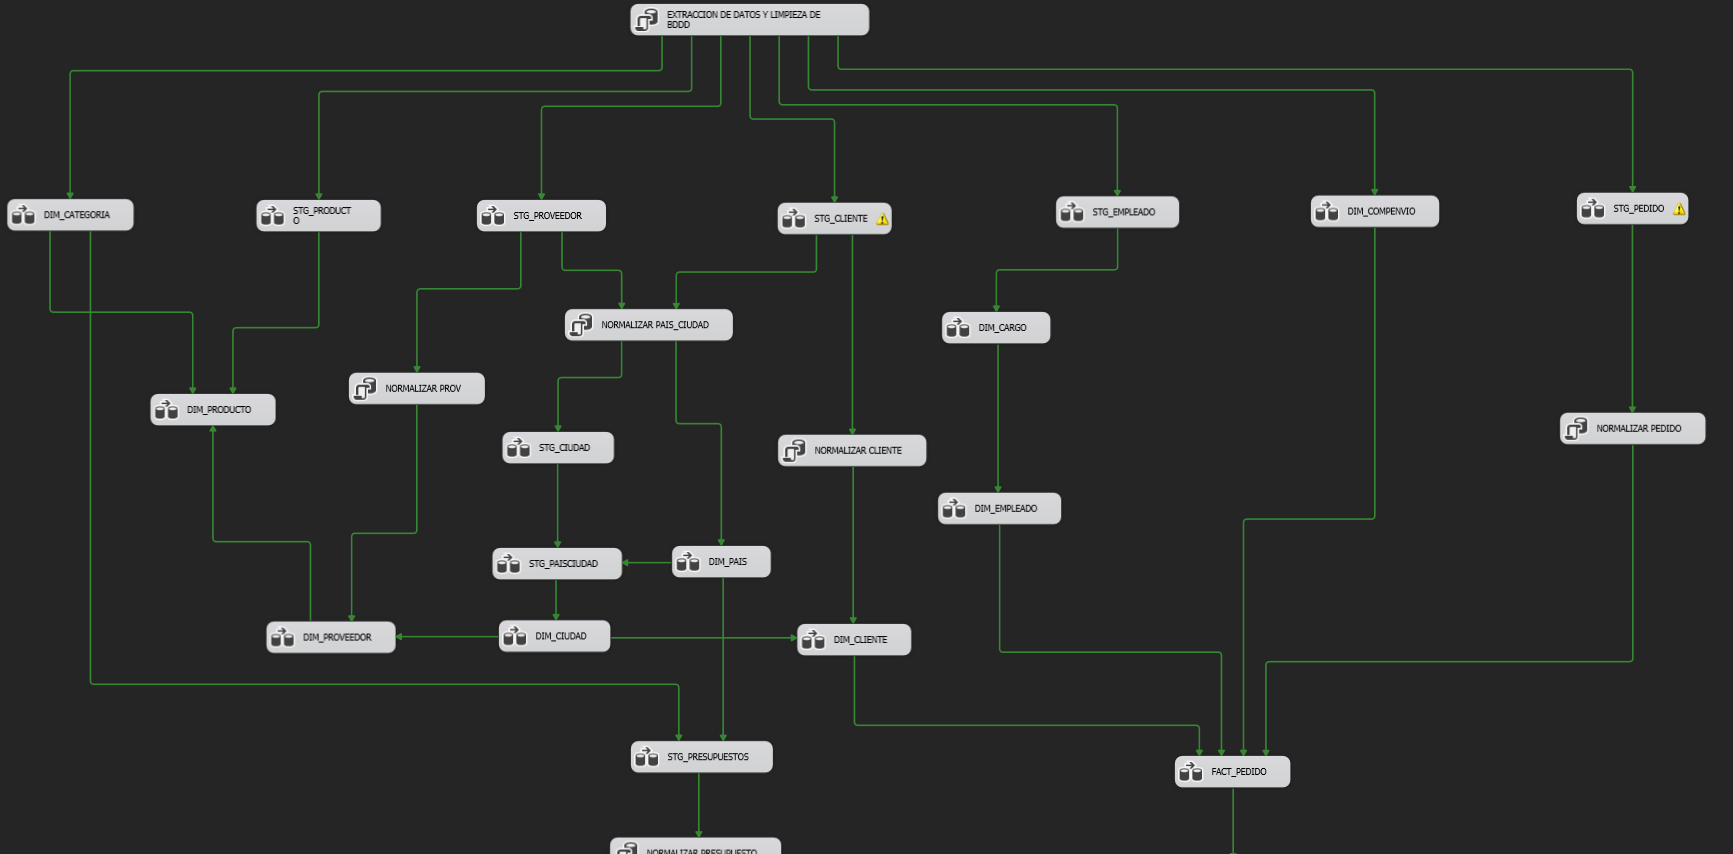 EXTRACCION DE DATOS Y LIMPIEZA DE
BDDD
DIM_CATEGORIA
STG_PRODUCT
O
STG_PROVEEDOR
STG_CLIENTE
STG_EMPLEADO
DIM_COMPENVIO
STG_PEDIDO
NORMALIZAR PAIS_CIUDAD
DIM_CARGO
NORMALIZAR PROV
DIM_PRODUCTO
STG_CIUDAD
NORMALIZAR CLIENTE
NORMALIZAR PEDIDO
DIM_EMPLEADO
STG_PAISCIUDAD
DIM_PAIS
DIM_PROVEEDOR
DIM_CIUDAD
DIM_CLIENTE
STG_PRESUPUESTOS
FACT_PEDIDO
NORMALIZAR PRESUPUESTO